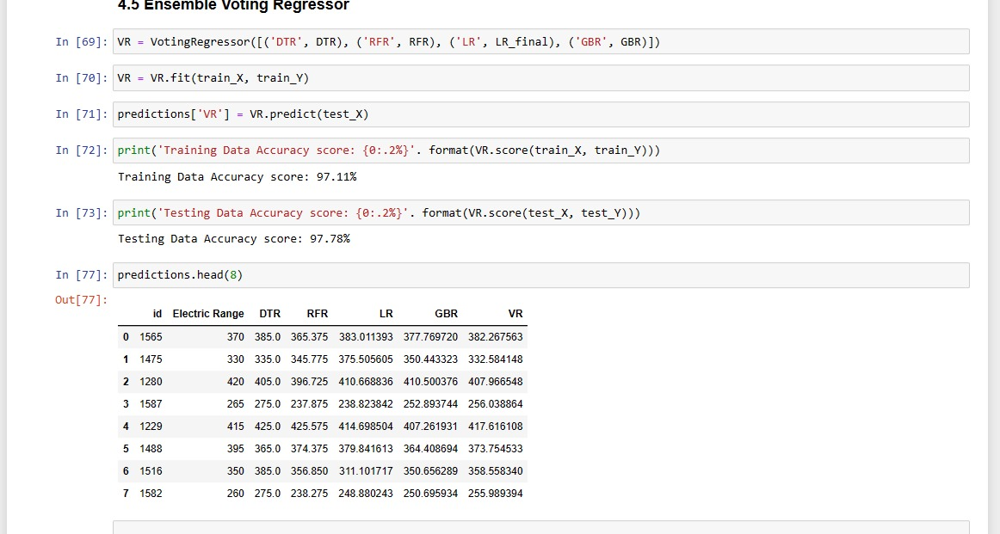 4.5 Ensemble Voting Regressor
In [69]: VR = VotingRegressor([('DTR', DTR), ('RFR', RFR), ('LR', LR_final), ('GBR', GBR)])
In [70]: VR = VR.fit(train_X, train_Y)
In [71]: predictions['VR'] = VR.predict(test_X)
In [72]: print('Training Data Accuracy score: {0:.2%}'. format(VR.score(train_X, train_Y)))
Training Data Accuracy score: 97.11%
In [73]: print('Testing Data Accuracy score: {0:.2%}'. format(VR.score(test_X, test_Y)))
Testing Data Accuracy score: 97.78%
In [77]: predictions.head(8)
Out[77]:
id Electric Range DTR RFR LR GBR VR
0 1565 370 385.0 365.375 383.011393 377.769720 382.267563
1 1475 330 335.0 345.775 375.505605 350.443323 332.584148
2 1280 420 405.0 396.725 410.668836 410.500376 407.966548
3 1587 265 275.0 237.875 238.823842 252.893744 256.038864
4 1229 415 425.0 425.575 414.698504 407.261931 417.616108
5 1488 395 365.0 374.375 379.841613 364.408694 373.754533
6 1516 350 385.0 356.850 311.101717 350.656289 358.558340
7 1582 260 275.0 238.275 248.880243 250.695934 255.989394